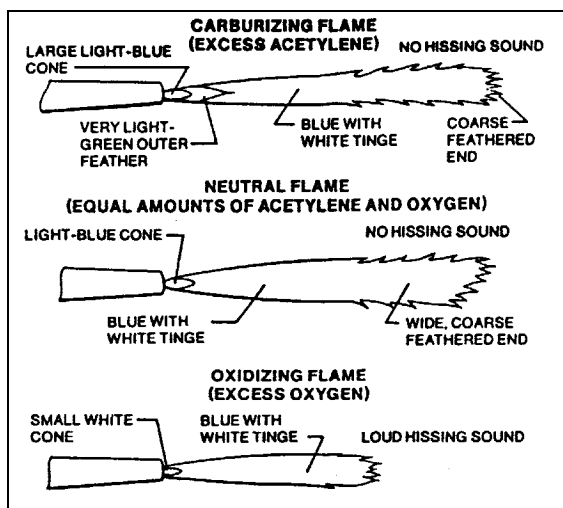 CARBURIZING FLAME
(EXCESS ACETYLENE)
LARGE LIGHT-BLUE
CONE
NO HISSING SOUND
VERY LIGHT-
GREEN OUTER
FEATHER
BLUE WITH
WHITE TINGE
COARSE
FEATHERED
END
NEUTRAL FLAME
(EQUAL AMOUNTS OF ACETYLENE AND OXYGEN)
LIGHT-BLUE CONE
NO HISSING SOUND
BLUE WITH
WHITE TINGE
WIDE, COARSE
FEATHERED END
OXIDIZING FLAME
(EXCESS OXYGEN)
SMALL WHITE
CONE
BLUE WITH
WHITE TINGE
LOUD HISSING SOUND